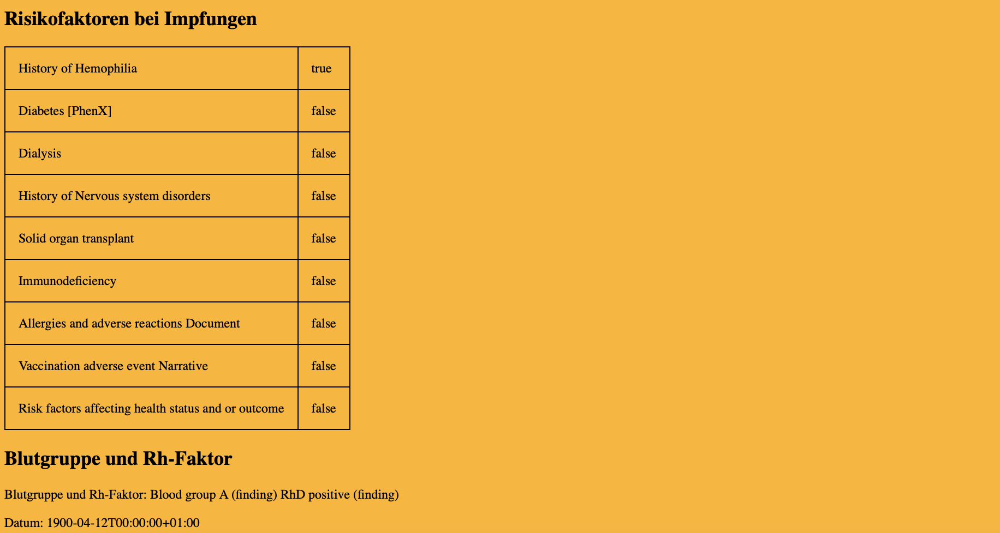 Risikofaktoren bei Impfungen
History of Hemophilia true
Diabetes [PhenX] false
Dialysis false
History of Nervous system disorders false
Solid organ transplant false
Immunodeficiency false
Allergies and adverse reactions Document false
Vaccination adverse event Narrative false
Risk factors affecting health status and or outcome false
Blutgruppe und Rh-Faktor
Blutgruppe und Rh-Faktor: Blood group A (finding) RhD positive (finding)
Datum: 1900-04-12T00:00:00+01:00